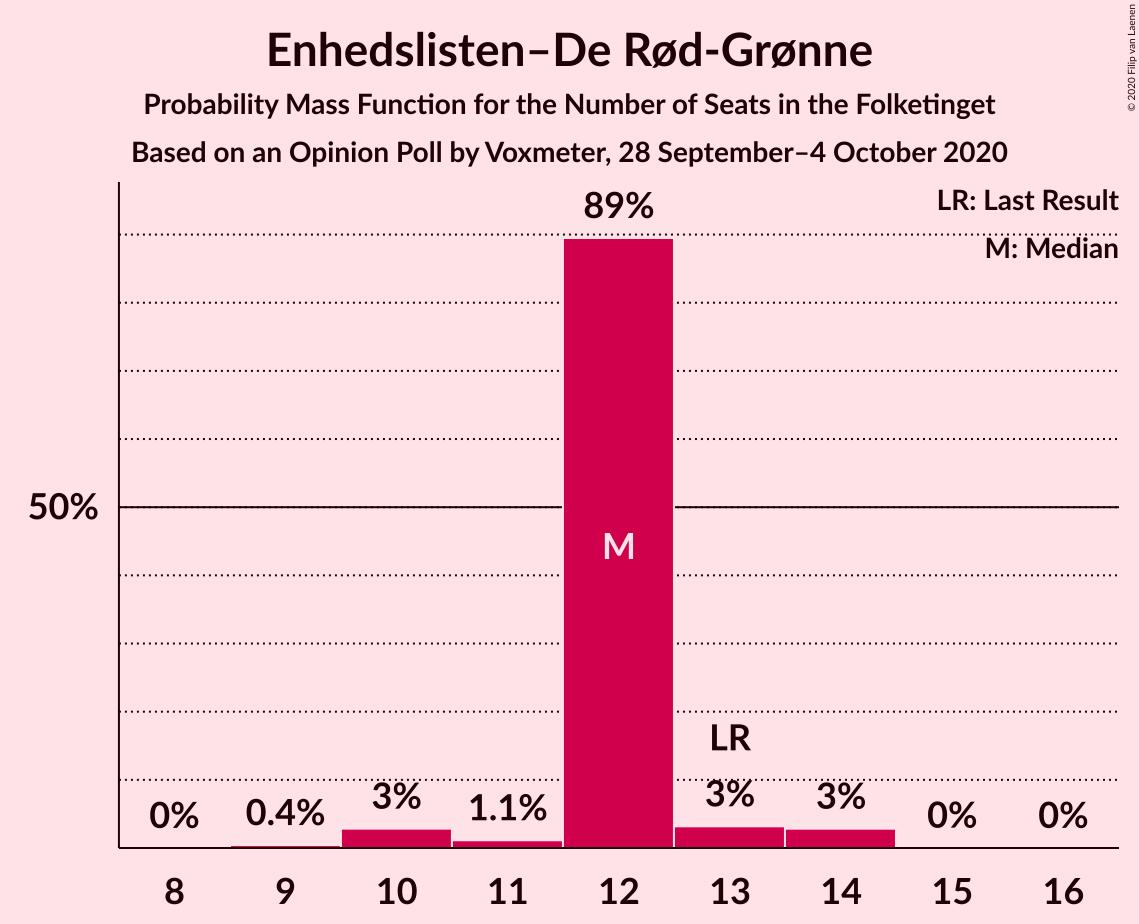 Enhedslisten–De Rød-Grønne
Probability Mass Function for the Number of Seats in the Folketinget
Based on an Opinion Poll by Voxmeter, 28 September–4 October 2020
© 2020 Filip van Laenen
LR: Last Result
M: Median
89%
50%
M
LR
0%
0.4%
3%
1.1%
3%
3%
0%
0%
8
9
10
11
12
13
14
15
16